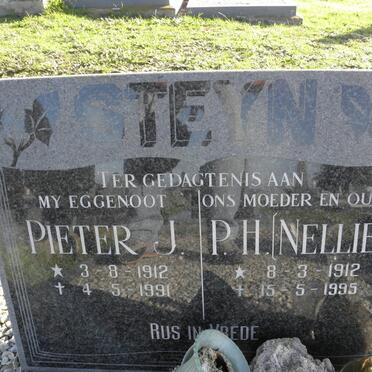 STEYN
TER GEDAGTENIS AAN
MY EGGENOOT
PIETER J.
★ 3-8-1912
✝ 4-5-1991
ONS MOEDER EN OU
P.H. (NELLIE
★ 8-3-1912
✝ 15-5-1995
RUS IN VREDE